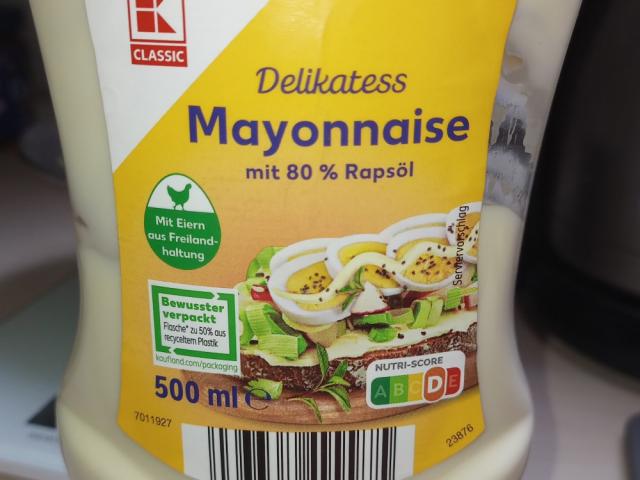 K
CLASSIC
Delikatess
Mayonnaise
mit 80 % Rapsöl
Mit Eiern
aus Freiland-
haltung
Serviervorschlag
Bewusster
verpackt
Flasche* zu 50% aus
recyceltem Plastik
kaufland.com/packaging
NUTRI-SCORE
A B C D E
500 ml e
7011927
23876